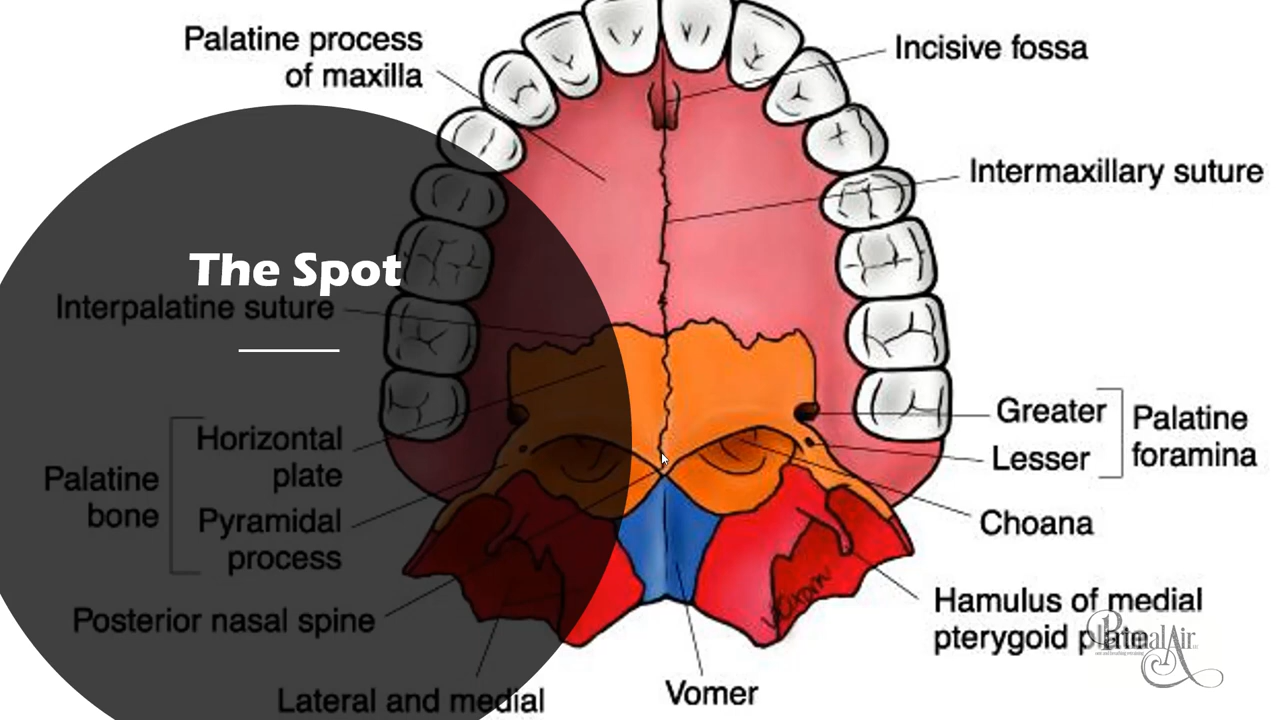 Palatine process
of maxilla
Incisive fossa
Intermaxillary suture
The Spot
Interpalatine suture
Horizontal
plate
Palatine
bone
Pyramidal
process
Posterior nasal spine
Lateral and medial
Vomer
Greater
Lesser
Palatine
foramina
Choana
Hamulus of medial
pterygoid plate